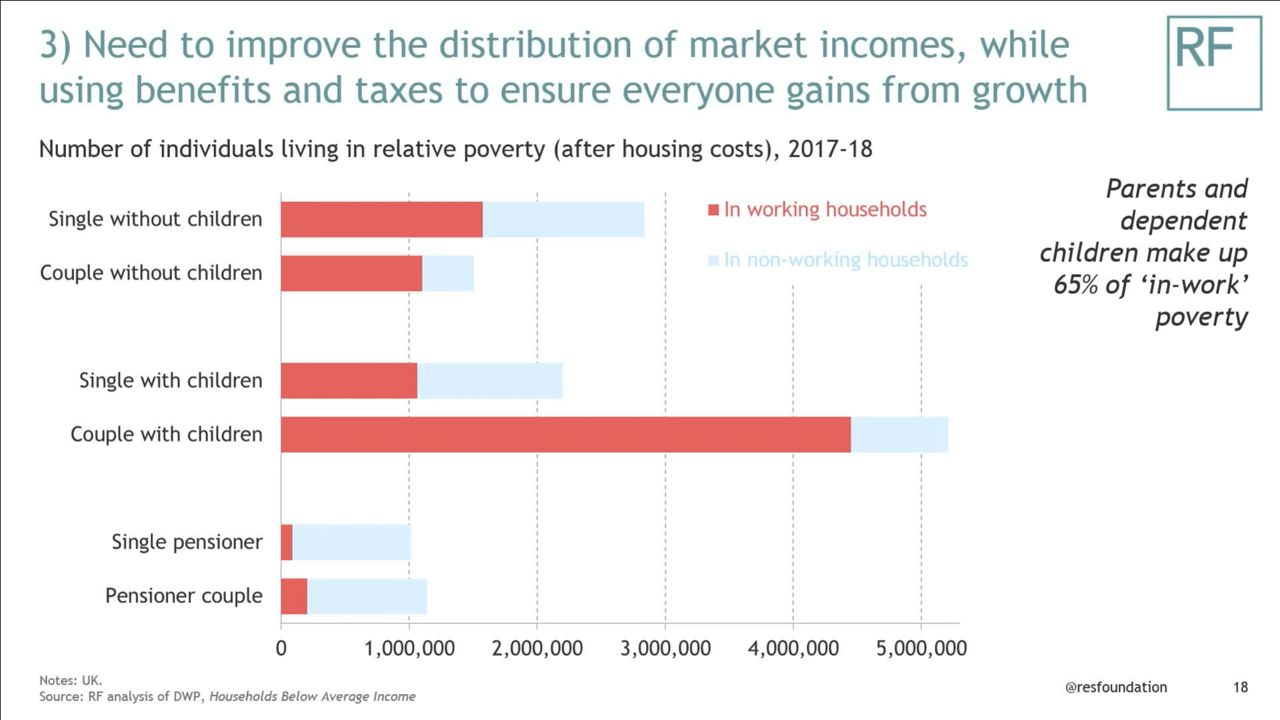 3) Need to improve the distribution of market incomes, while
using benefits and taxes to ensure everyone gains from growth
RF
Number of individuals living in relative poverty (after housing costs), 2017-18
Parents and
dependent
children make up
65% of ‘in-work’
poverty
In working households
In non-working households
Single without children
Couple without children
Single with children
Couple with children
Single pensioner
Pensioner couple
0 1,000,000 2,000,000 3,000,000 4,000,000 5,000,000
Notes: UK.
Source: RF analysis of DWP, Households Below Average Income
@resfoundation 18